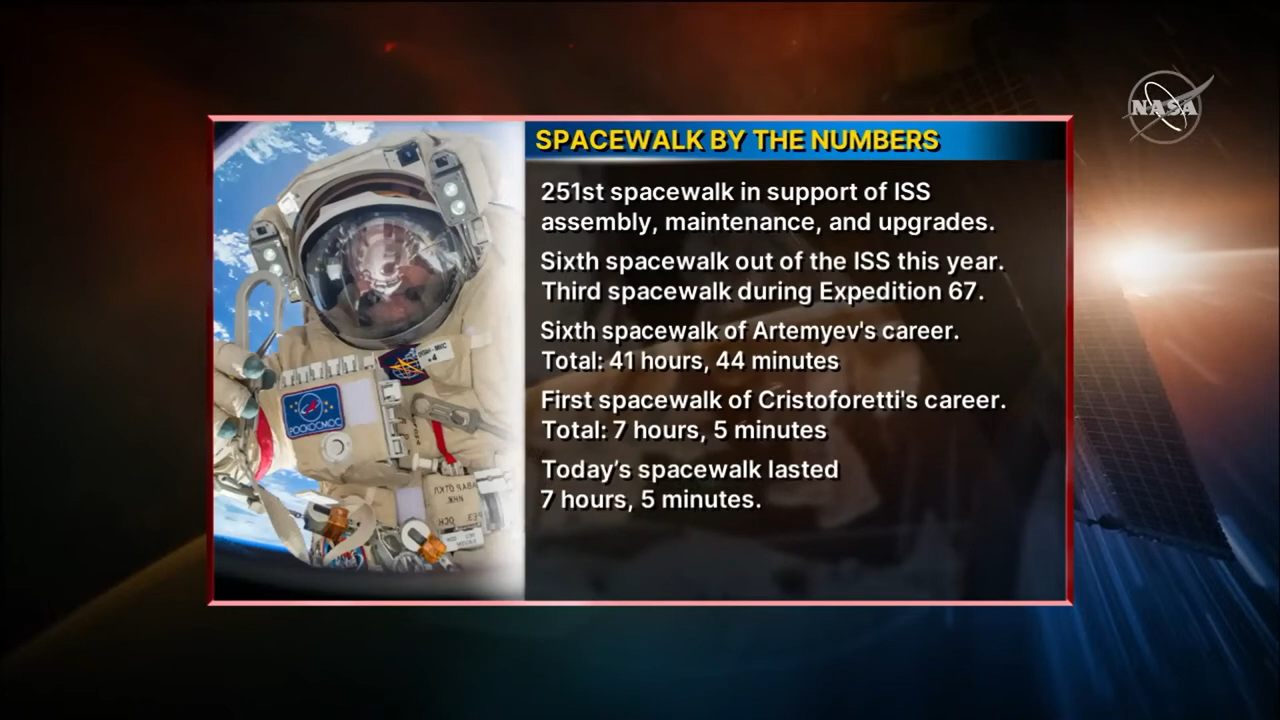 NASA
SPACEWALK BY THE NUMBERS
251st spacewalk in support of ISS
assembly, maintenance, and upgrades.
Sixth spacewalk out of the ISS this year.
Third spacewalk during Expedition 67.
Sixth spacewalk of Artemyev's career.
Total: 41 hours, 44 minutes
First spacewalk of Cristoforetti's career.
Total: 7 hours, 5 minutes
Today’s spacewalk lasted
7 hours, 5 minutes.
РОСКОСМОС